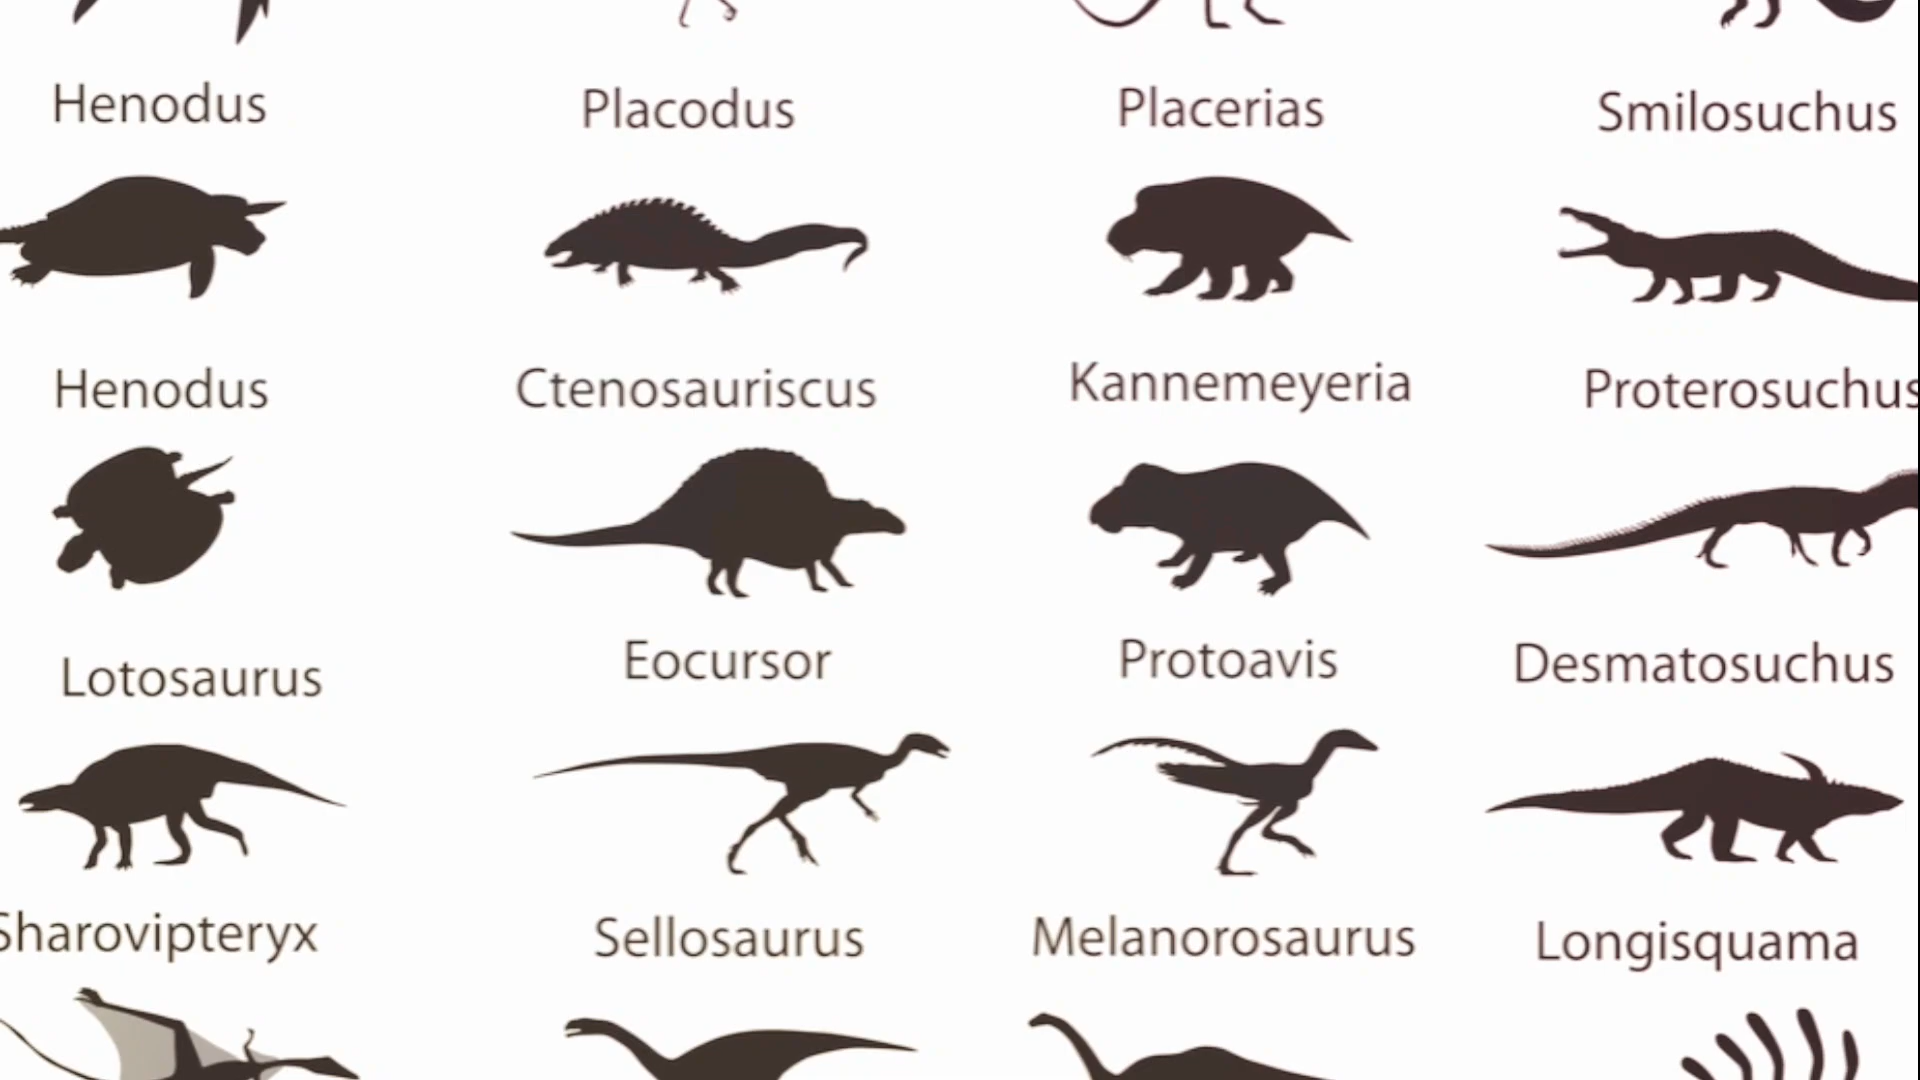 Henodus
Placodus
Placerias
Smilosuchus
Henodus
Ctenosauriscus
Kannemeyeria
Proterosuchus
Lotosaurus
Eocursor
Protoavis
Desmatosuchus
Sharovipteryx
Sellosaurus
Melanorosaurus
Longisquama